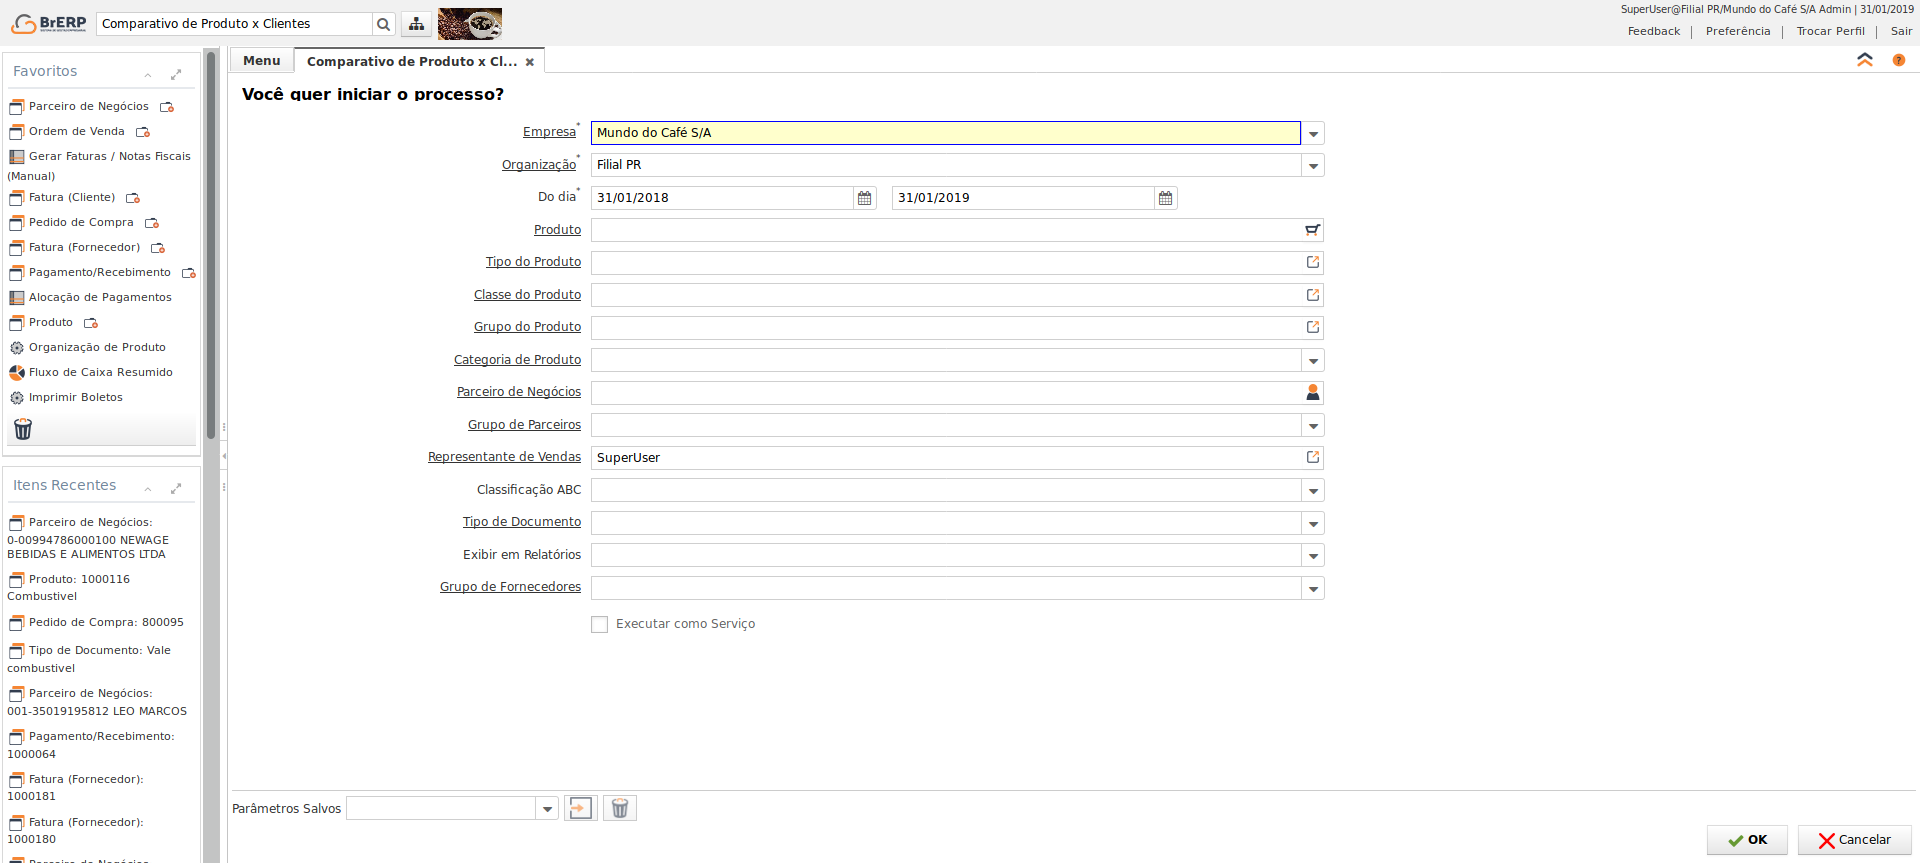 BrERP
Comparativo de Produto x Clientes
SuperUser@Filial PR/Mundo do Café S/A Admin | 31/01/2019
Feedback | Preferência | Trocar Perfil | Sair
Favoritos
Parceiro de Negócios
Ordem de Venda
Gerar Faturas / Notas Fiscais
(Manual)
Fatura (Cliente)
Pedido de Compra
Fatura (Fornecedor)
Pagamento/Recebimento
Alocação de Pagamentos
Produto
Organização de Produto
Fluxo de Caixa Resumido
Imprimir Boletos
Itens Recentes
Parceiro de Negócios:
0-00994786000100 NEWAGE
BEBIDAS E ALIMENTOS LTDA
Produto: 1000116
Combustivel
Pedido de Compra: 800095
Tipo de Documento: Vale
combustivel
Parceiro de Negócios:
001-35019195812 LEO MARCOS
Pagamento/Recebimento:
1000064
Fatura (Fornecedor):
1000181
Fatura (Fornecedor):
1000180
Parceiro de Negócios
Menu
Comparativo de Produto x Cl...
Você quer iniciar o processo?
Empresa* Mundo do Café S/A
Organização* Filial PR
Do dia* 31/01/2018 31/01/2019
Produto
Tipo do Produto
Classe do Produto
Grupo do Produto
Categoria de Produto
Parceiro de Negócios
Grupo de Parceiros
Representante de Vendas SuperUser
Classificação ABC
Tipo de Documento
Exibir em Relatórios
Grupo de Fornecedores
Executar como Serviço
Parâmetros Salvos
OK
Cancelar